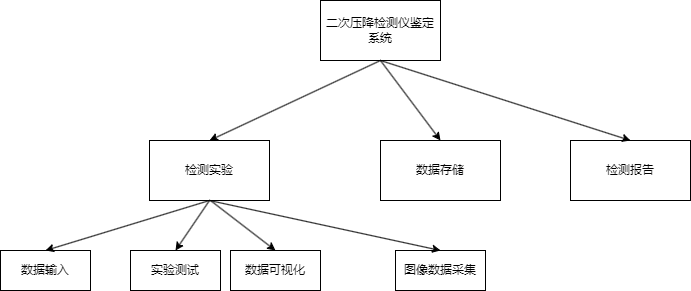 二次压降检测仪鉴定
系统
检测实验
数据存储
检测报告
数据输入
实验测试
数据可视化
图像数据采集